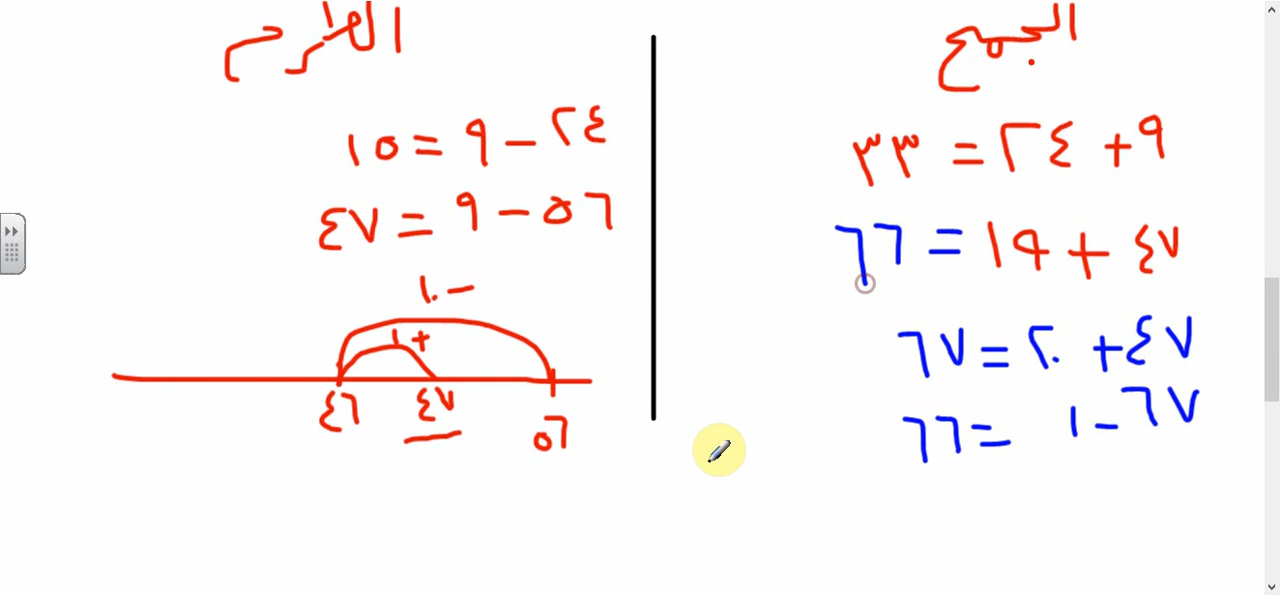 الجمع
٩ + ٢٤ = ٣٣
٤٧ + ١٩ = ٦٦
٤٧ + ٢٠ = ٦٧
٦٧ - ١ = ٦٦
٢٤ - ٩ = ١٥
٥٦ - ٩ = ٤٧
- ١٠
+ ١
٥٦ ٤٧ ٤٦